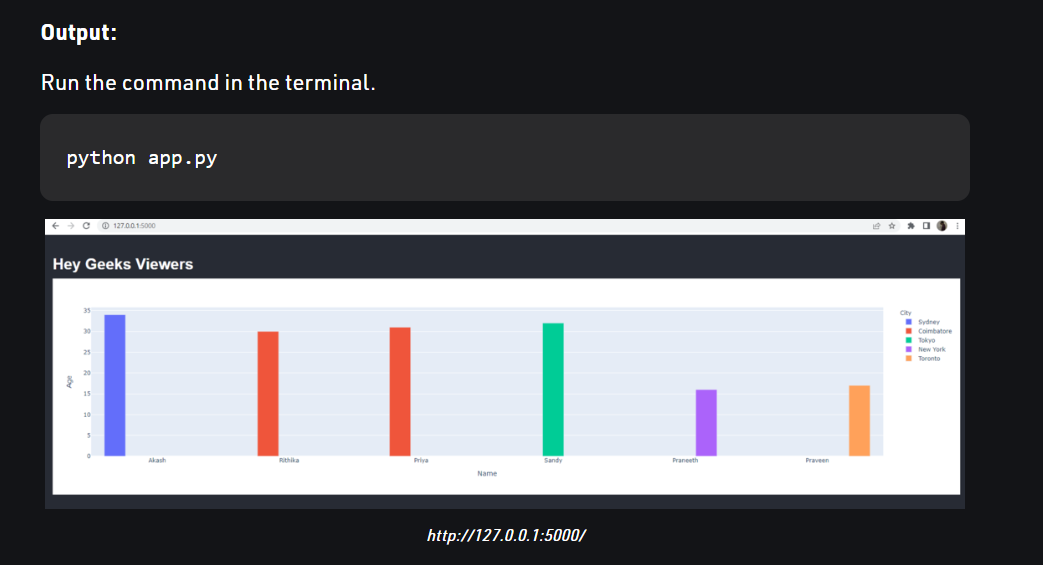 Output:
Run the command in the terminal.
python app.py
127.0.0.1:5000
Hey Geeks Viewers
City
Sydney
Coimbatore
Tokyo
New York
Toronto
Age
35
30
25
20
15
10
5
0
Akash Rithika Priya Sandy Praneeth Praveen
Name
http://127.0.0.1:5000/